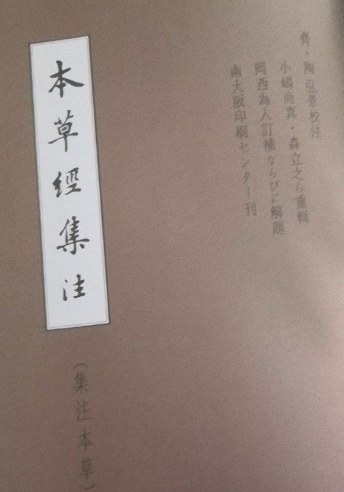 齊・陶弘景校注
小嶋尚真・森立之ら重輯
岡西為人訂補ならびに解題
南大阪印刷センター刊
本草經集注
(集注本草)